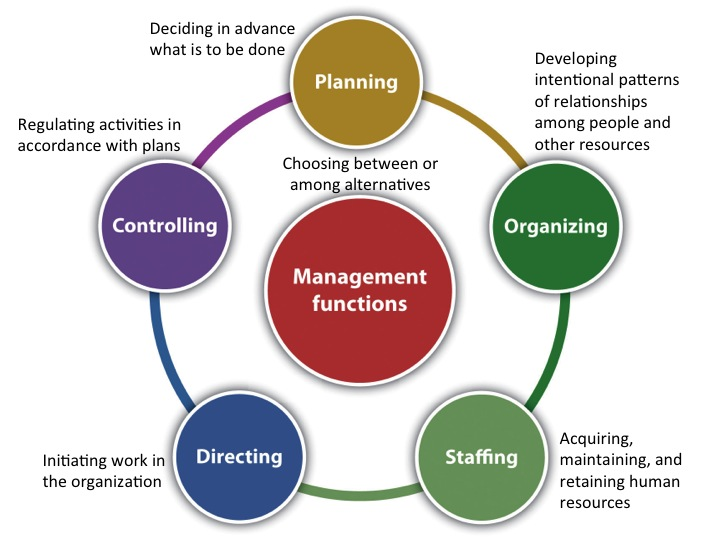 Deciding in advance
what is to be done
Planning
Developing
intentional patterns
of relationships
among people and
other resources
Regulating activities in
accordance with plans
Choosing between or
among alternatives
Controlling
Organizing
Management
functions
Directing
Staffing
Initiating work in
the organization
Acquiring,
maintaining, and
retaining human
resources